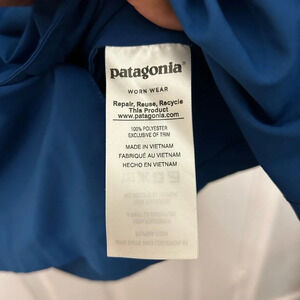 patagonia®
WORN WEAR
Repair, Reuse, Recycle
This Product
www.patagonia.com
100% POLYESTER
EXCLUSIVE OF TRIM
MADE IN VIETNAM
FABRIQUÉ AU VIETNAM
HECHO EN VIETNAM